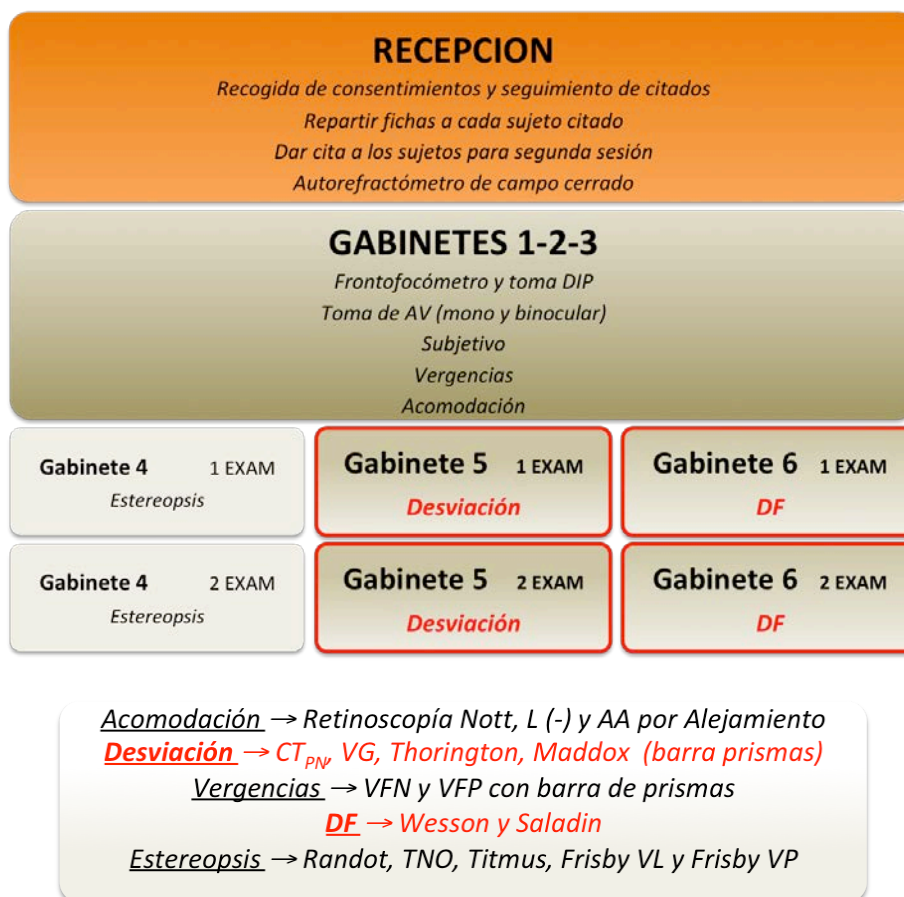 RECEPCION
Recogida de consentimientos y seguimiento de citados
Repartir fichas a cada sujeto citado
Dar cita a los sujetos para segunda sesión
Autorefractómetro de campo cerrado
GABINETES 1-2-3
Frontofocómetro y toma DIP
Toma de AV (mono y binocular)
Subjetivo
Vergencias
Acomodación
Gabinete 4 1 EXAM
Estereopsis
Gabinete 5 1 EXAM
Desviación
Gabinete 6 1 EXAM
DF
Gabinete 4 2 EXAM
Estereopsis
Gabinete 5 2 EXAM
Desviación
Gabinete 6 2 EXAM
DF
Acomodación → Retinoscopía Nott, L (-) y AA por Alejamiento
Desviación → CTPN, VG, Thorington, Maddox (barra prismas)
Vergencias → VFN y VFP con barra de prismas
DF → Wesson y Saladin
Estereopsis → Randot, TNO, Titmus, Frisby VL y Frisby VP